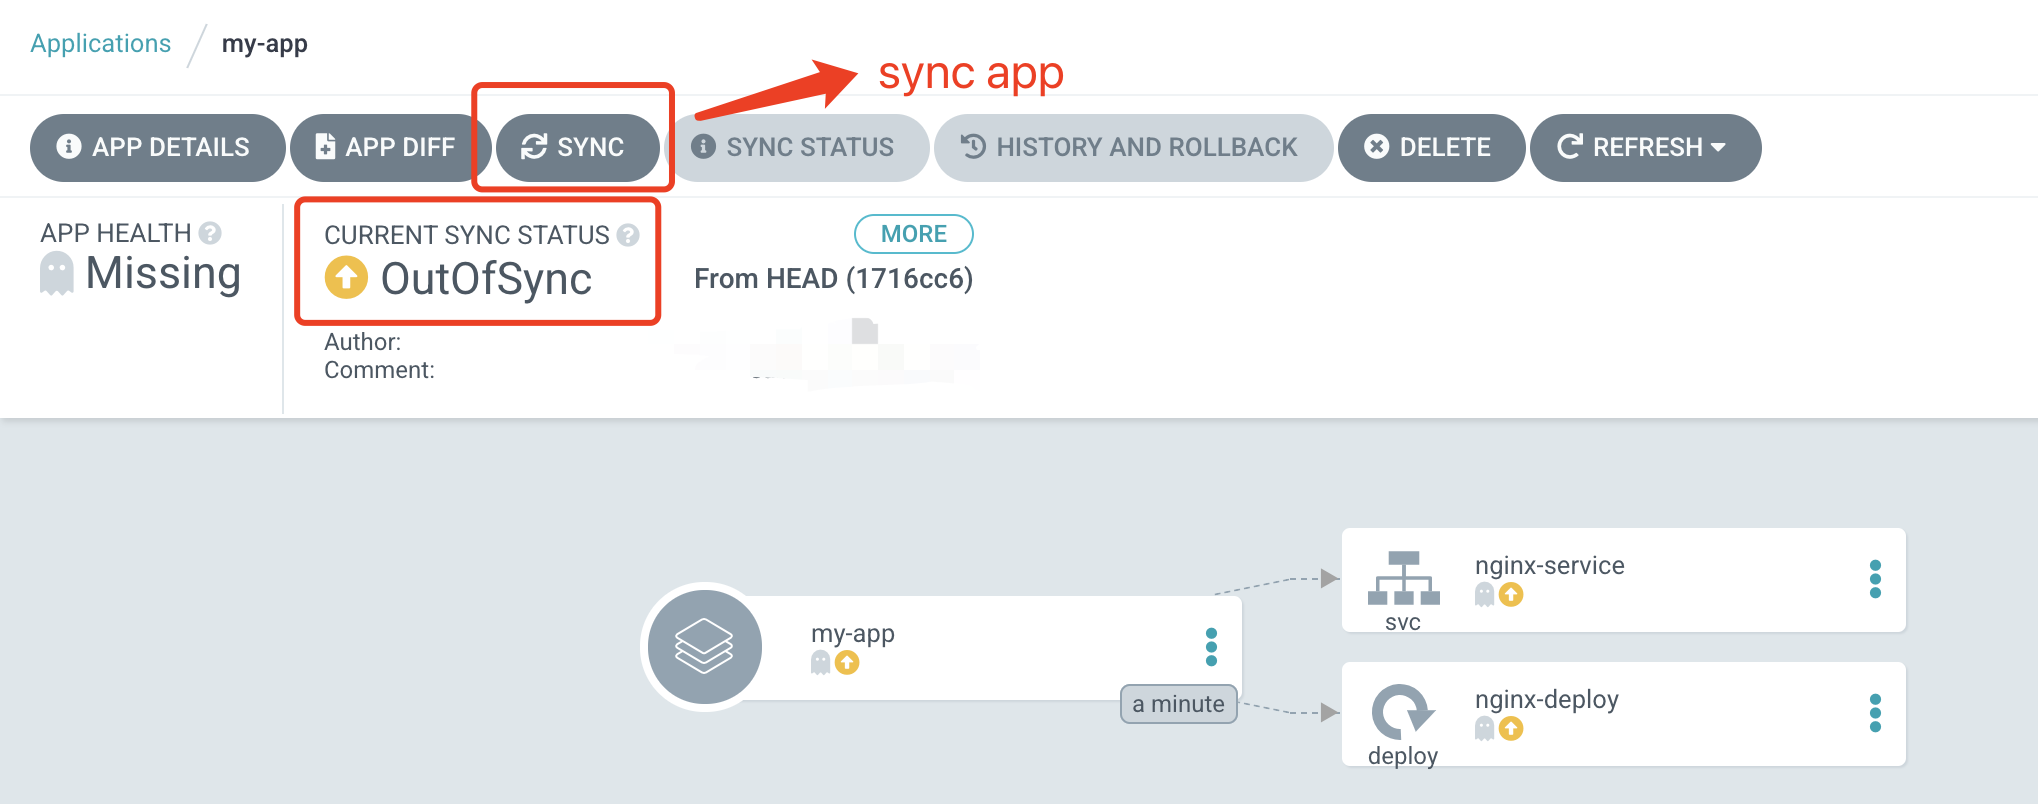 Applications / my-app
sync app
APP DETAILS
APP DIFF
SYNC
SYNC STATUS
HISTORY AND ROLLBACK
DELETE
REFRESH
APP HEALTH
Missing
CURRENT SYNC STATUS
OutOfSync
MORE
From HEAD (1716cc6)
Author:
Comment:
my-app
a minute
nginx-service
svc
nginx-deploy
deploy